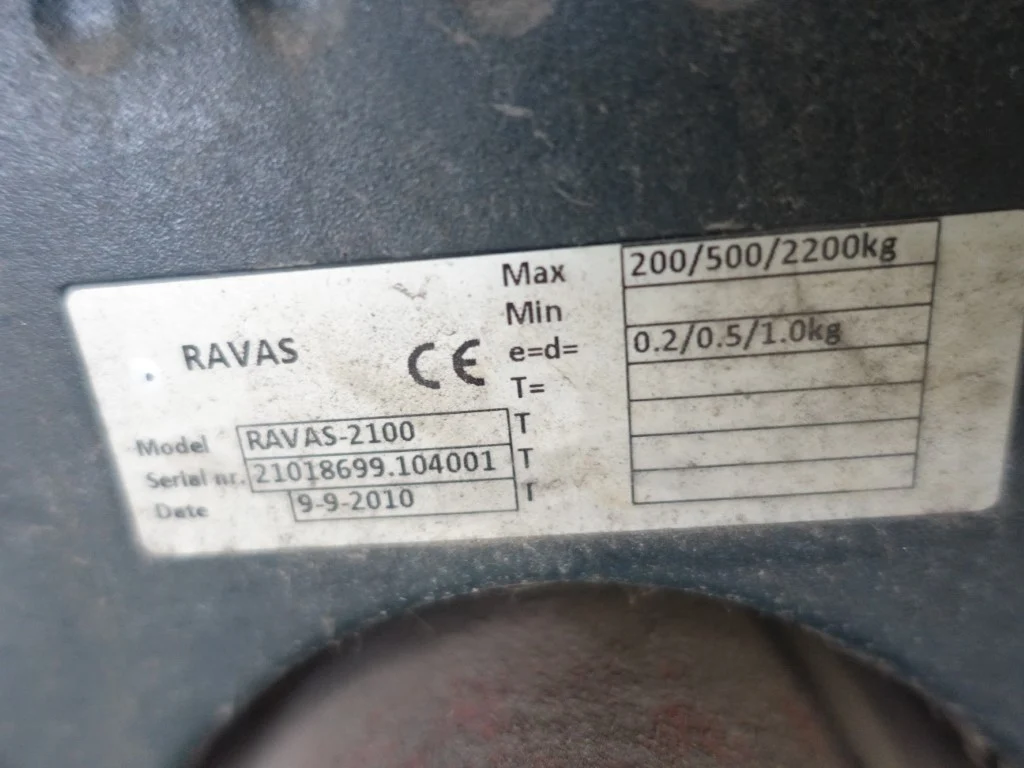 RAVAS
CE
Model RAVAS-2100
Serial nr. 21018699.104001
Date 9-9-2010
Max 200/500/2200kg
Min
e=d= 0.2/0.5/1.0kg
T=
T
T
T